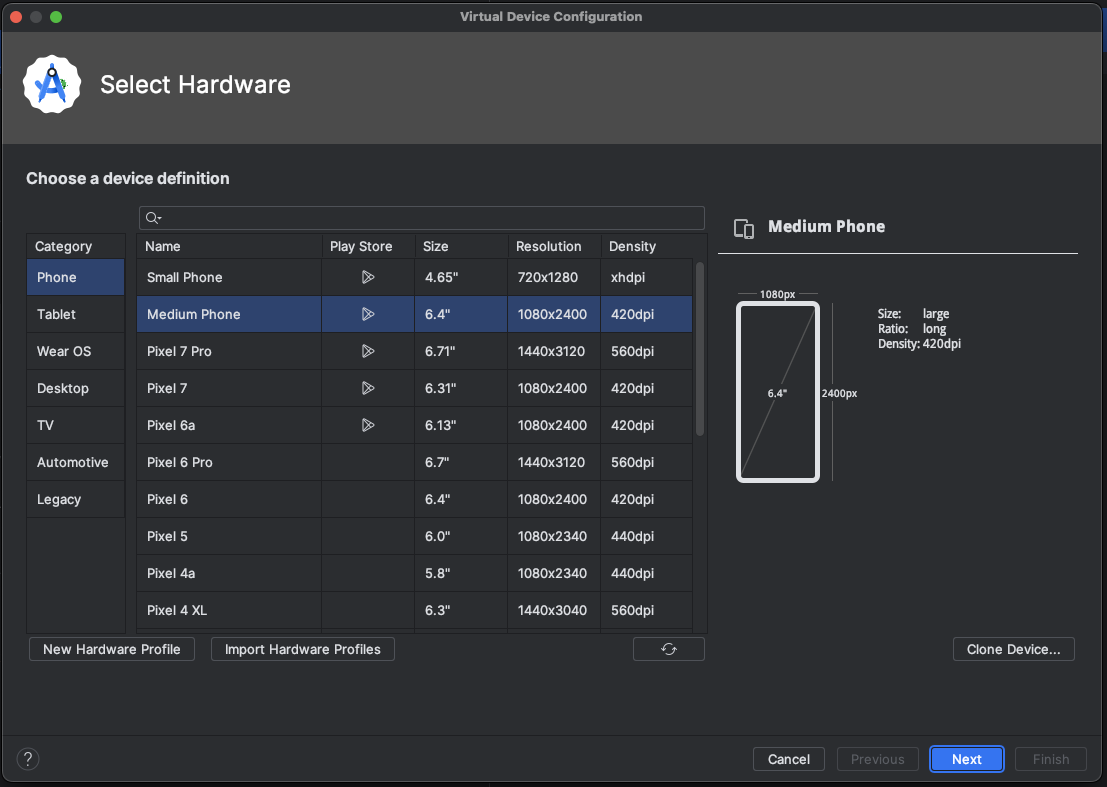 Virtual Device Configuration
Select Hardware
Choose a device definition
Category
Phone
Tablet
Wear OS
Desktop
TV
Automotive
Legacy
Name Play Store Size Resolution Density
Small Phone 4.65" 720x1280 xhdpi
Medium Phone 6.4" 1080x2400 420dpi
Pixel 7 Pro 6.71" 1440x3120 560dpi
Pixel 7 6.31" 1080x2400 420dpi
Pixel 6a 6.13" 1080x2400 420dpi
Pixel 6 Pro 6.7" 1440x3120 560dpi
Pixel 6 6.4" 1080x2400 420dpi
Pixel 5 6.0" 1080x2340 440dpi
Pixel 4a 5.8" 1080x2340 440dpi
Pixel 4 XL 6.3" 1440x3040 560dpi
Medium Phone
1080px
6.4"
2400px
Size: large
Ratio: long
Density: 420dpi
New Hardware Profile Import Hardware Profiles Clone Device...
? Cancel Previous Next Finish